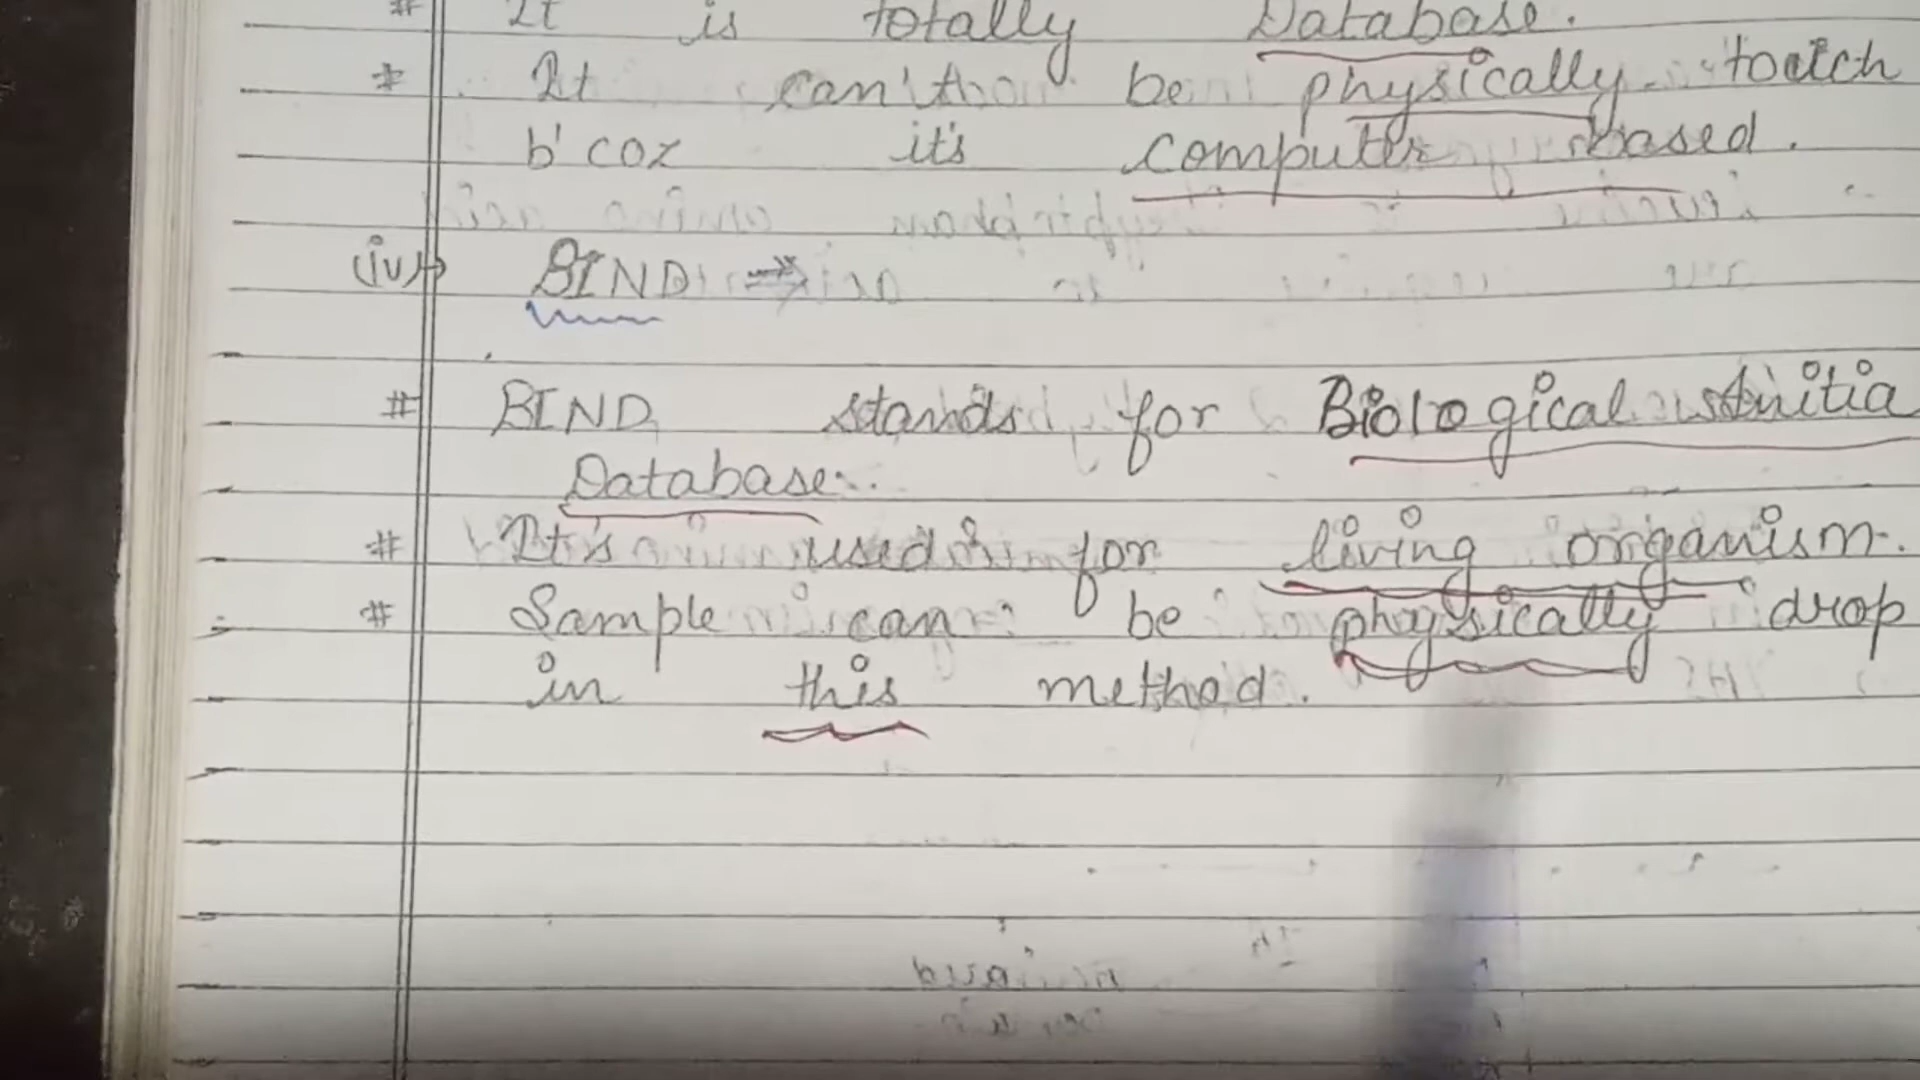 # It is totally Database.
* It can't be physically touch
b'coz it's computer based.
(iv) BIND ⇒
# BIND stands for Biological
Database.
# It's used for living organism.
# Sample can be physically drop
in this method.